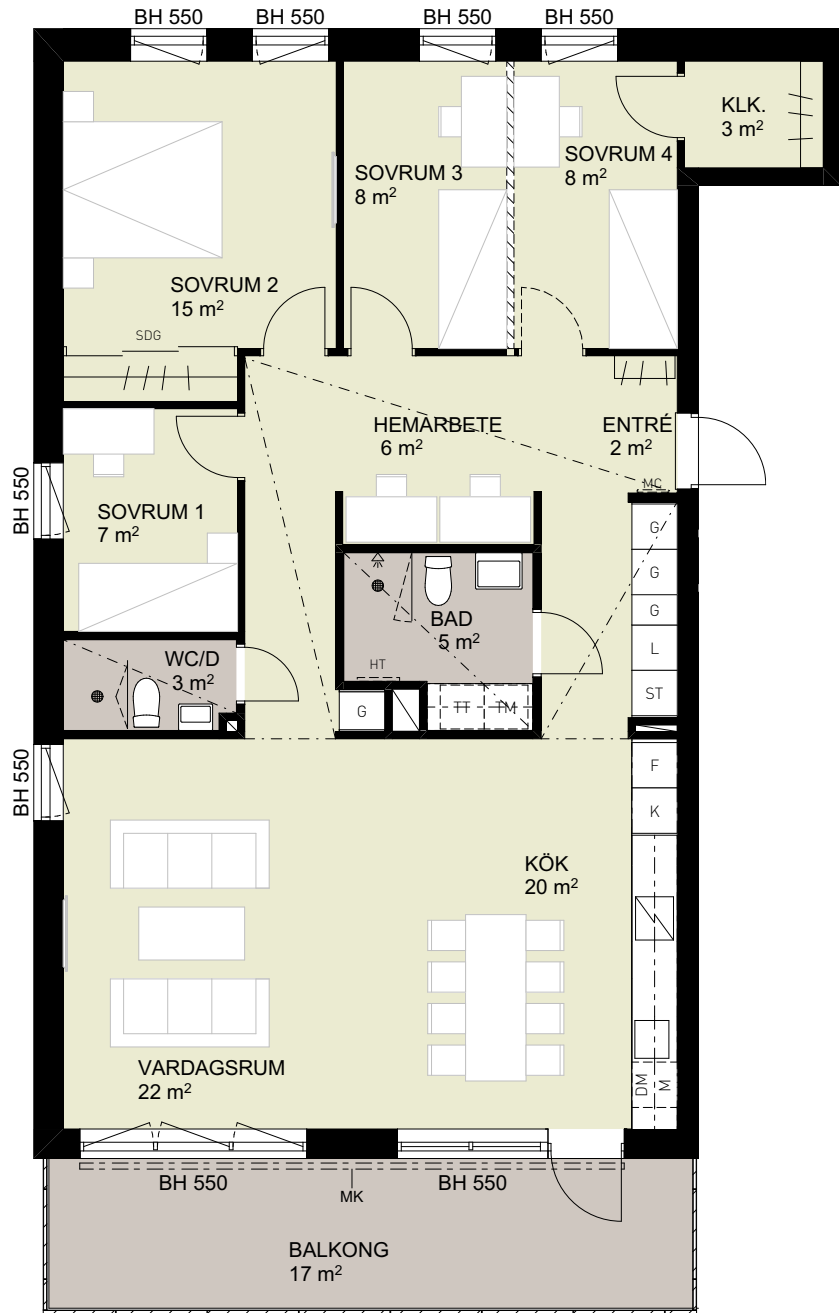 BH 550
BH 550
BH 550
BH 550
KLK.
3 m²
SOVRUM 3
8 m²
SOVRUM 4
8 m²
SOVRUM 2
15 m²
SDG
HEMARBETE
6 m²
ENTRÉ
2 m²
MC
BH 550
SOVRUM 1
7 m²
G
G
G
L
ST
BAD
5 m²
HT
WC/D
3 m²
G
TT
TM
BH 550
F
K
KÖK
20 m²
VARDAGSRUM
22 m²
DM
M
BH 550
MK
BH 550
BALKONG
17 m²